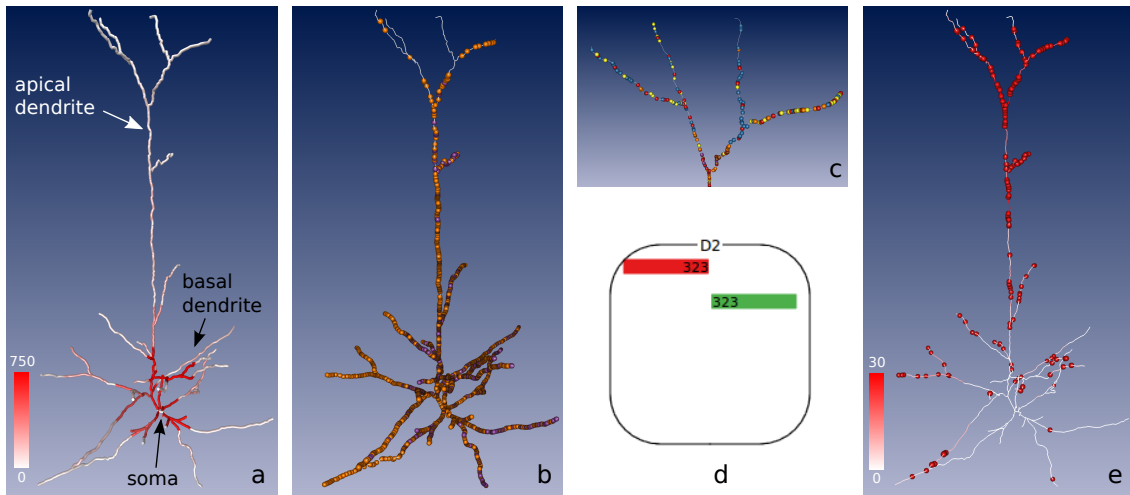 apical
dendrite
basal
dendrite
750
0
soma
a
b
c
D2
323
323
d
30
0
e